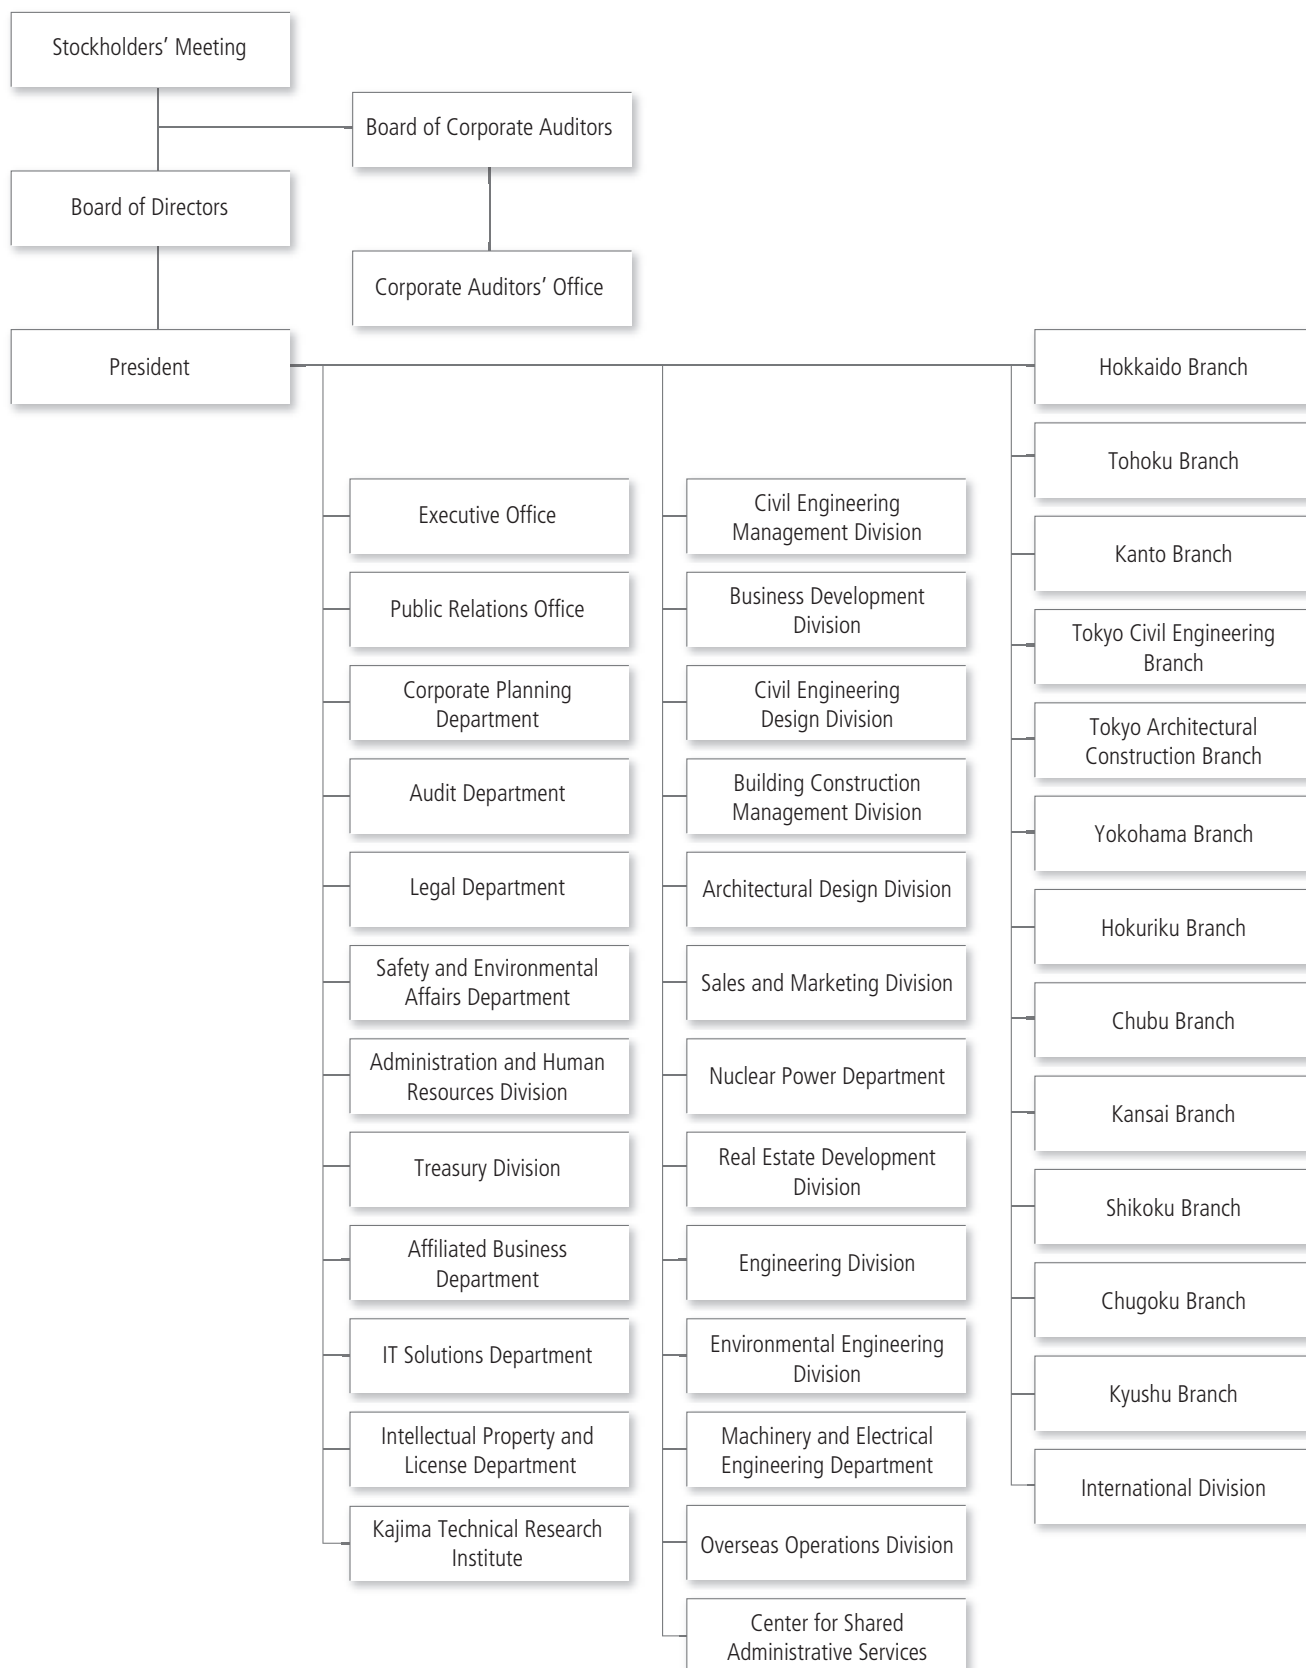 Stockholders’ Meeting
Board of Corporate Auditors
Board of Directors
Corporate Auditors’ Office
President
Executive Office
Public Relations Office
Corporate Planning
Department
Audit Department
Legal Department
Safety and Environmental
Affairs Department
Administration and Human
Resources Division
Treasury Division
Affiliated Business
Department
IT Solutions Department
Intellectual Property and
License Department
Kajima Technical Research
Institute
Civil Engineering
Management Division
Business Development
Division
Civil Engineering
Design Division
Building Construction
Management Division
Architectural Design Division
Sales and Marketing Division
Nuclear Power Department
Real Estate Development
Division
Engineering Division
Environmental Engineering
Division
Machinery and Electrical
Engineering Department
Overseas Operations Division
Center for Shared
Administrative Services
Hokkaido Branch
Tohoku Branch
Kanto Branch
Tokyo Civil Engineering
Branch
Tokyo Architectural
Construction Branch
Yokohama Branch
Hokuriku Branch
Chubu Branch
Kansai Branch
Shikoku Branch
Chugoku Branch
Kyushu Branch
International Division